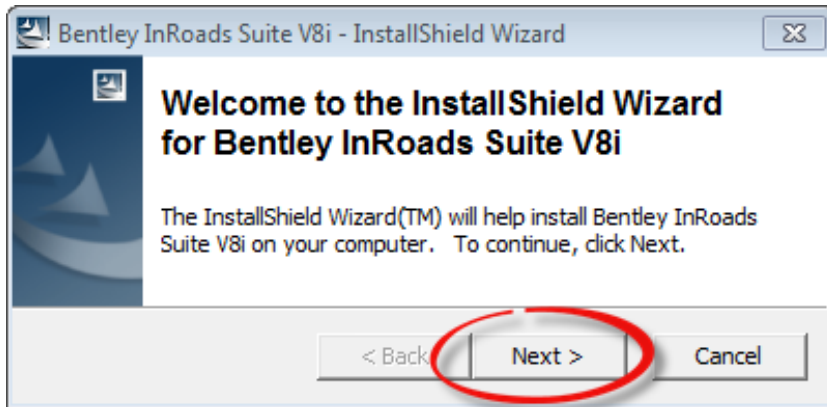 Bentley InRoads Suite V8i - InstallShield Wizard
Welcome to the InstallShield Wizard
for Bentley InRoads Suite V8i
The InstallShield Wizard(TM) will help install Bentley InRoads
Suite V8i on your computer.   To continue, click Next.
< Back Next > Cancel